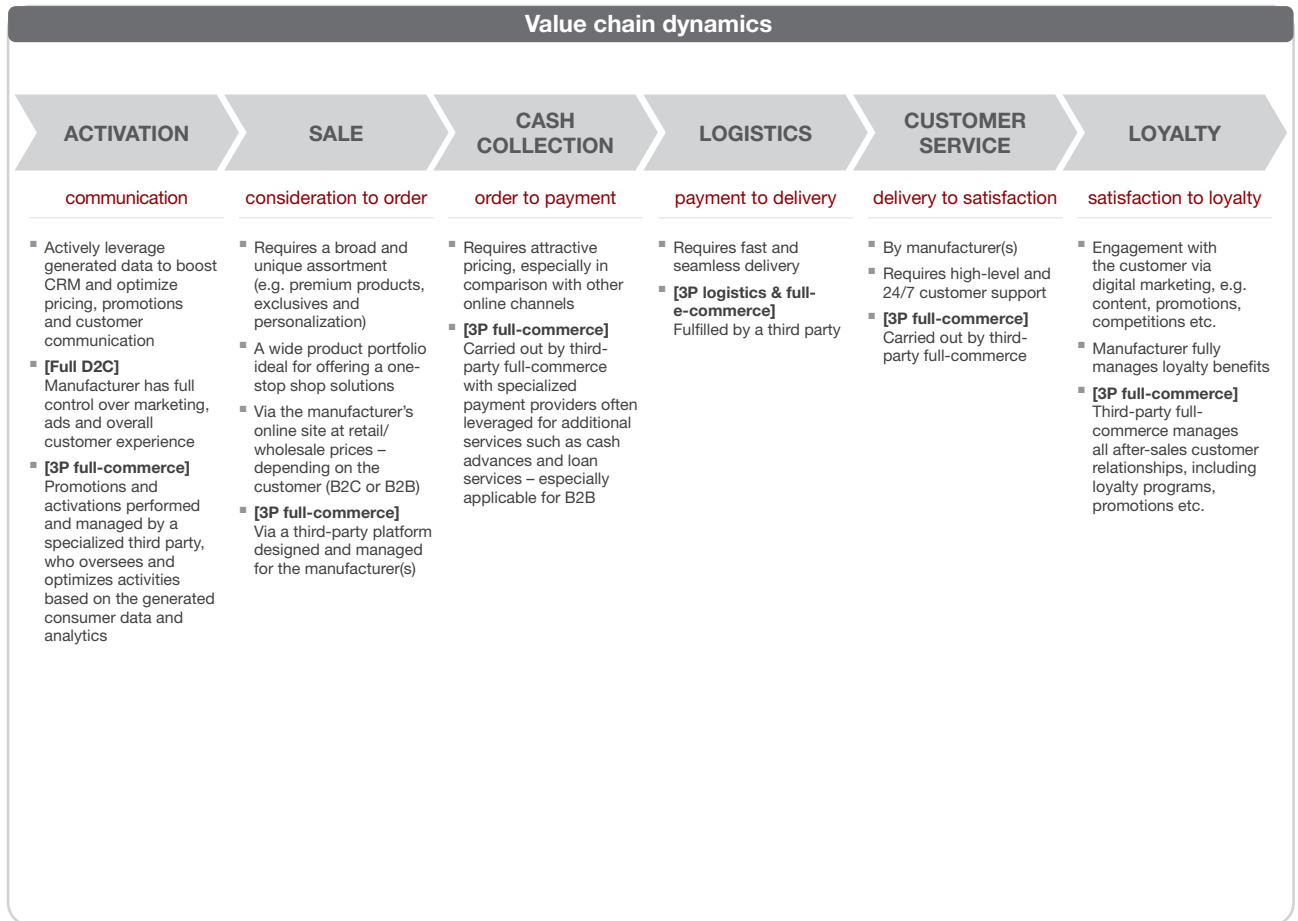 Value chain dynamics
ACTIVATION
communication
▪ Actively leverage
generated data to boost
CRM and optimize
pricing, promotions
and customer
communication
▪ [Full D2C]
Manufacturer has full
control over marketing,
ads and overall
customer experience
▪ [3P full-commerce]
Promotions and
activations performed
and managed by a
specialized third party,
who oversees and
optimizes activities
based on the generated
consumer data and
analytics
SALE
consideration to order
▪ Requires a broad and
unique assortment
(e.g. premium products,
exclusives and
personalization)
▪ A wide product portfolio
ideal for offering a one-
stop shop solutions
▪ Via the manufacturer's
online site at retail/
wholesale prices –
depending on the
customer (B2C or B2B)
▪ [3P full-commerce]
Via a third-party platform
designed and managed
for the manufacturer(s)
CASH
COLLECTION
order to payment
▪ Requires attractive
pricing, especially in
comparison with other
online channels
▪ [3P full-commerce]
Carried out by third-
party full-commerce
with specialized
payment providers often
leveraged for additional
services such as cash
advances and loan
services – especially
applicable for B2B
LOGISTICS
payment to delivery
▪ Requires fast and
seamless delivery
▪ [3P logistics & full-
e-commerce]
Fulfilled by a third party
CUSTOMER
SERVICE
delivery to satisfaction
▪ By manufacturer(s)
▪ Requires high-level and
24/7 customer support
▪ [3P full-commerce]
Carried out by third-
party full-commerce
LOYALTY
satisfaction to loyalty
▪ Engagement with
the customer via
digital marketing, e.g.
content, promotions,
competitions etc.
▪ Manufacturer fully
manages loyalty benefits
▪ [3P full-commerce]
Third-party full-
commerce manages
all after-sales customer
relationships, including
loyalty programs,
promotions etc.